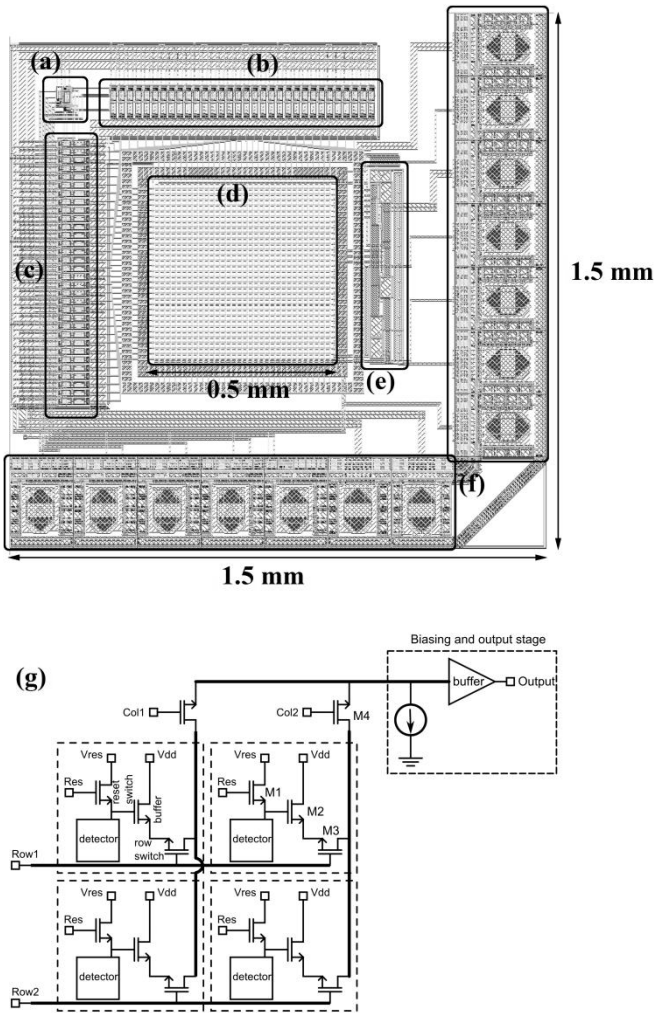 (a)
(b)
(c)
(d)
0.5 mm
(e)
1.5 mm
(f)
1.5 mm
(g)
Biasing and output stage
buffer
Output
Col1
Col2
M4
Vres
Vdd
Vres
Vdd
Res
reset
switch
buffer
Res
M1
M2
detector
row
switch
detector
M3
Row1
Vres
Vdd
Vres
Vdd
Res
Res
detector
detector
Row2